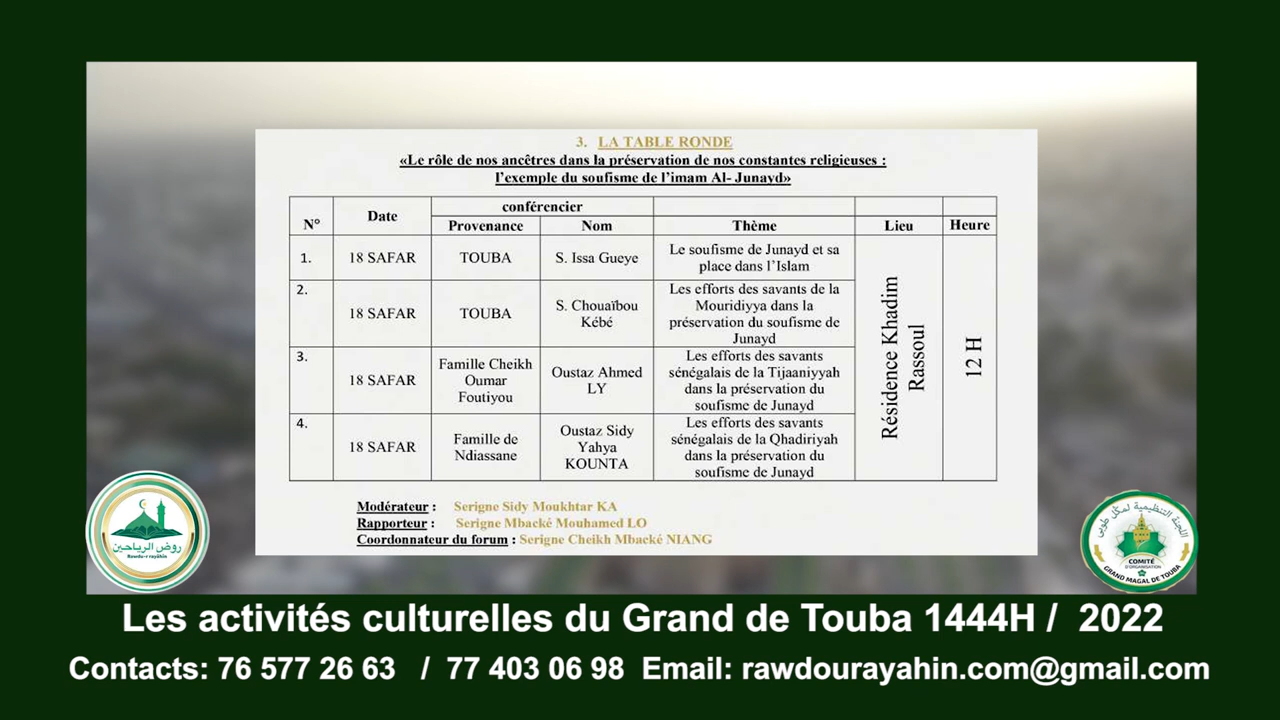 3. LA TABLE RONDE
«Le rôle de nos ancêtres dans la préservation de nos constantes religieuses :
l'exemple du soufisme de l'imam Al- Junayd»
N° Date conférencier
Provenance Nom Thème Lieu Heure
1. 18 SAFAR TOUBA S. Issa Gueye Le soufisme de Junayd et sa
place dans l'Islam
2. 18 SAFAR TOUBA S. Chouaïbou
Kébé
Les efforts des savants de la
Mouridiyya dans la
préservation du soufisme de
Junayd
3. 18 SAFAR Famille Cheikh
Oumar
Foutiyou
Oustaz Ahmed
LY
Les efforts des savants
sénégalais de la Tijaaniyyah
dans la préservation du
soufisme de Junayd
4. 18 SAFAR Famille de
Ndiassane
Oustaz Sidy
Yahya
KOUNTA
Les efforts des savants
sénégalais de la Qhadiriyah
dans la préservation du
soufisme de Junayd
Résidence Khadim
Rassoul
12 H
Modérateur : Serigne Sidy Moukhtar KA
Rapporteur : Serigne Mbacké Mouhamed LO
Coordonnateur du forum : Serigne Cheikh Mbacké NIANG
روض الرياحين
Rawdu-r rayâhin
اللجنة التنظيمية لمكّل طوبى
COMITÉ
D'ORGANISATION
GRAND MAGAL DE TOUBA
Les activités culturelles du Grand de Touba 1444H / 2022
Contacts: 76 577 26 63 / 77 403 06 98 Email: rawdourayahin.com@gmail.com